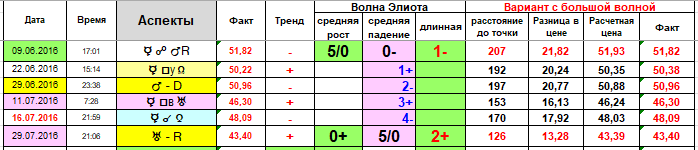 Волна Элиота Вариант с большой волной
Дата Время Аспекты Факт Тренд средняя рост средняя падение длинная расстояние до точки Разница в цене Расчетная цена Факт
09.06.2016 17:01 ☿ ☍ ♂R 51,82 - 5/0 0- 1- 207 21,82 51,93 51,82
22.06.2016 15:14 ☿ □у ☊ 50,22 + 1+ 192 20,24 50,35 50,38
29.06.2016 23:38 ♂ - D 50,96 - 2- 197 20,77 50,88 50,96
11.07.2016 7:28 ☿ □в ♅ 46,30 + 3+ 153 16,13 46,24 46,30
16.07.2016 21:59 ☿ ☌ ☊ 48,09 - 4- 170 17,92 48,03 48,09
29.07.2016 21:06 ♅ - R 43,40 + 0+ 5/0 2+ 126 13,28 43,39 43,40